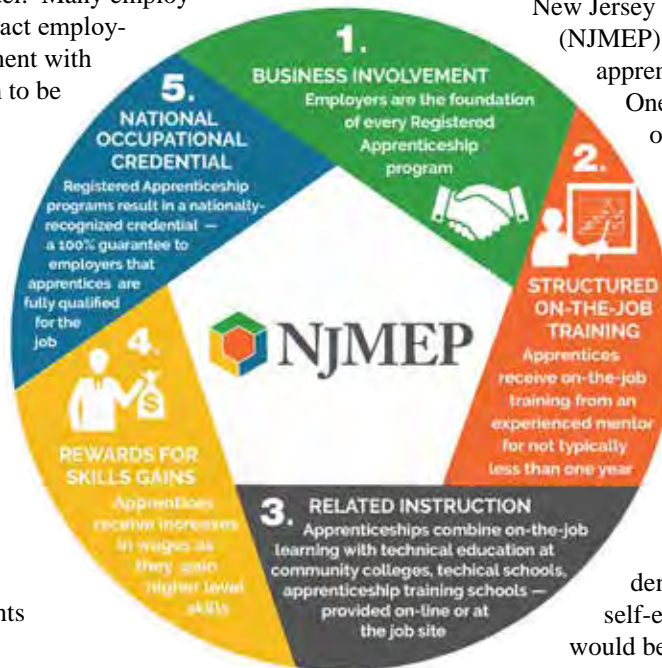 Many employ-
ract employ-
ment with
n to be
nts
New Jersey
(NJMEP)
appren
One
o
1.
BUSINESS INVOLVEMENT
Employers are the foundation
of every Registered
Apprenticeship
program
2.
STRUCTURED
ON-THE-JOB
TRAINING
Apprentices
receive on-the-job
training from an
experienced mentor
for not typically
less than one year
3. RELATED INSTRUCTION
Apprenticeships combine on-the-job
learning with technical education at
community colleges, techical schools,
apprenticeship training schools —
provided on-line or at
the job site
4.
$
REWARDS FOR
SKILLS GAINS
Apprentices
receive increases
in wages as
they gain
higher level
skills
5.
NATIONAL
OCCUPATIONAL
CREDENTIAL
Registered Apprenticeship
programs result in a nationally-
recognized credential —
a 100% guarantee to
employers that
apprentices are
fully qualified
for the
job
NJMEP
den
self-e
would be